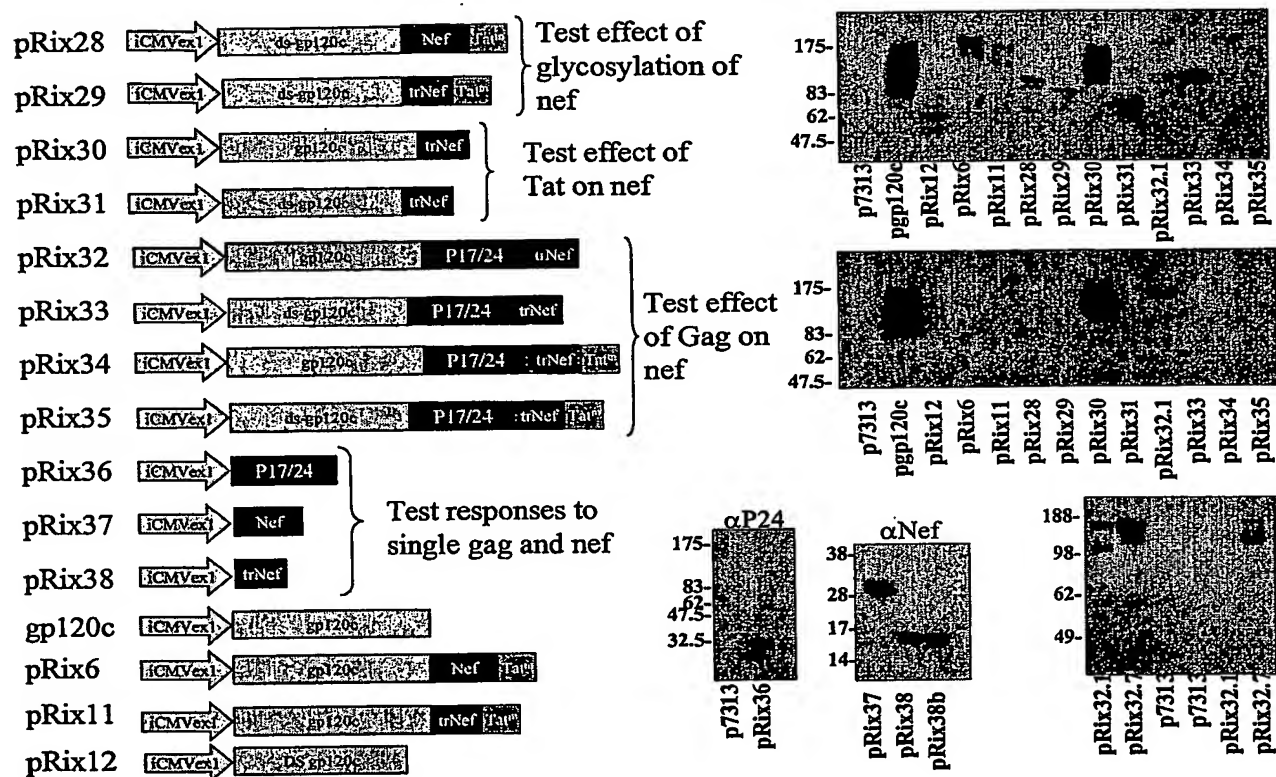 pRix28 iCMVex1 ds-gp120c Nef Tat
pRix29 iCMVex1 ds-gp120c trNef Tat
Test effect of
glycosylation of
nef
pRix30 iCMVex1 gp120c trNef
pRix31 iCMVex1 ds-gp120c trNef
Test effect of
Tat on nef
pRix32 iCMVex1 gp120c P17/24 trNef
pRix33 iCMVex1 ds-gp120c P17/24 trNef
pRix34 iCMVex1 gp120c P17/24 trNef Tat
pRix35 iCMVex1 ds-gp120c P17/24 trNef Tat
Test effect
of Gag on
nef
pRix36 iCMVex1 P17/24
pRix37 iCMVex1 Nef
pRix38 iCMVex1 trNef
Test responses to
single gag and nef
gp120c iCMVex1 gp120c
pRix6 iCMVex1 gp120c Nef Tat
pRix11 iCMVex1 gp120c trNef Tat
pRix12 iCMVex1 DS gp120c
175-
83-
62-
47.5-
p7313 pgp120c pRix12 pRix6 pRix11 pRix28 pRix29 pRix30 pRix31 pRix32.1 pRix33 pRix34 pRix35
175-
83-
62-
47.5-
p7313 pgp120c pRix12 pRix6 pRix11 pRix28 pRix29 pRix30 pRix31 pRix32.1 pRix33 pRix34 pRix35
αP24
175-
83-
62-
47.5-
32.5-
p7313 pRix36
αNef
38-
28-
17-
14-
pRix37 pRix38 pRix38b
188-
98-
62-
49-
pRix32.1 pRix32.7 p7313 p7313 pRix32.1 pRix32.7